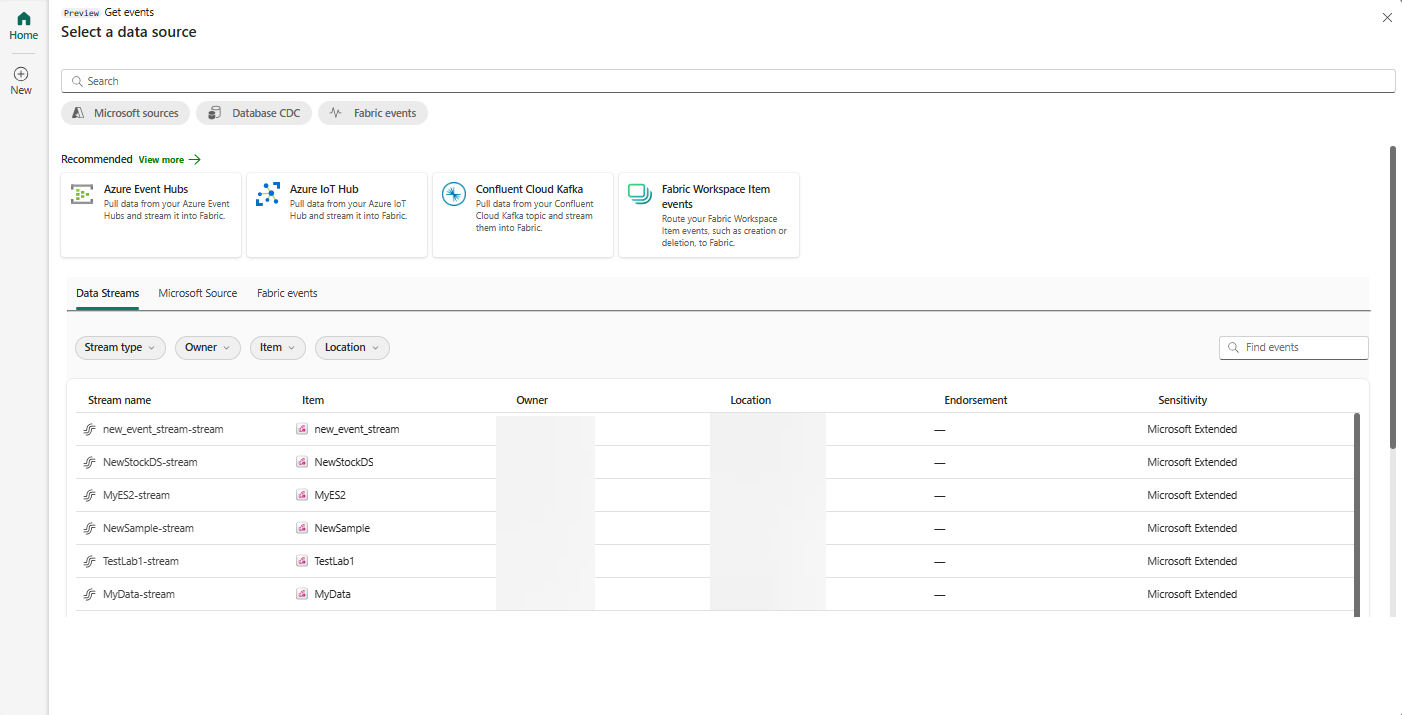 Preview Get events
Home
Select a data source
Search
New
Microsoft sources
Database CDC
Fabric events
Recommended View more
Azure Event Hubs
Pull data from your Azure Event
Hubs and stream it into Fabric.
Azure IoT Hub
Pull data from your Azure IoT
Hub and stream it into Fabric.
Confluent Cloud Kafka
Pull data from your Confluent
Cloud Kafka topic and stream
them into Fabric.
Fabric Workspace Item
events
Route your Fabric Workspace
Item events, such as creation or
deletion, to Fabric.
Data Streams Microsoft Source Fabric events
Stream type Owner Item Location Find events
Stream name Item Owner Location Endorsement Sensitivity
new_event_stream-stream new_event_stream — Microsoft Extended
NewStockDS-stream NewStockDS — Microsoft Extended
MyES2-stream MyES2 — Microsoft Extended
NewSample-stream NewSample — Microsoft Extended
TestLab1-stream TestLab1 — Microsoft Extended
MyData-stream MyData — Microsoft Extended